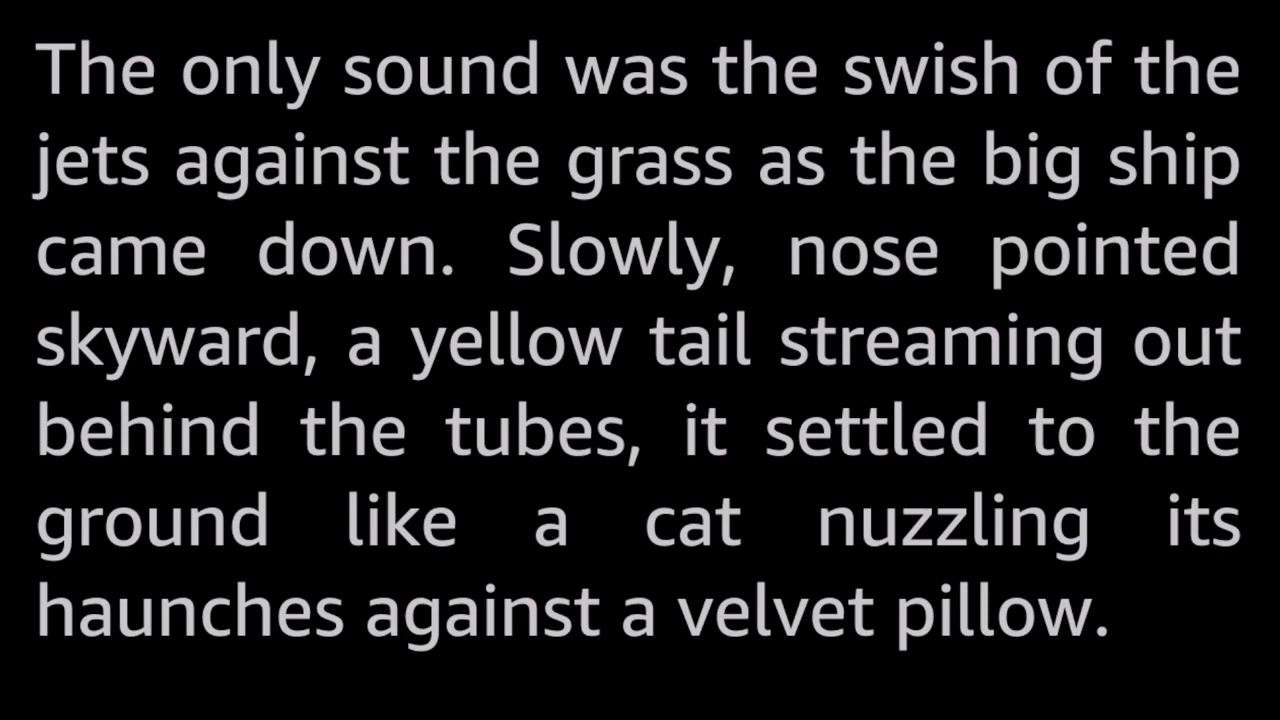 The only sound was the swish of the
jets against the grass as the big ship
came down. Slowly, nose pointed
skyward, a yellow tail streaming out
behind the tubes, it settled to the
ground like a cat nuzzling its
haunches against a velvet pillow.